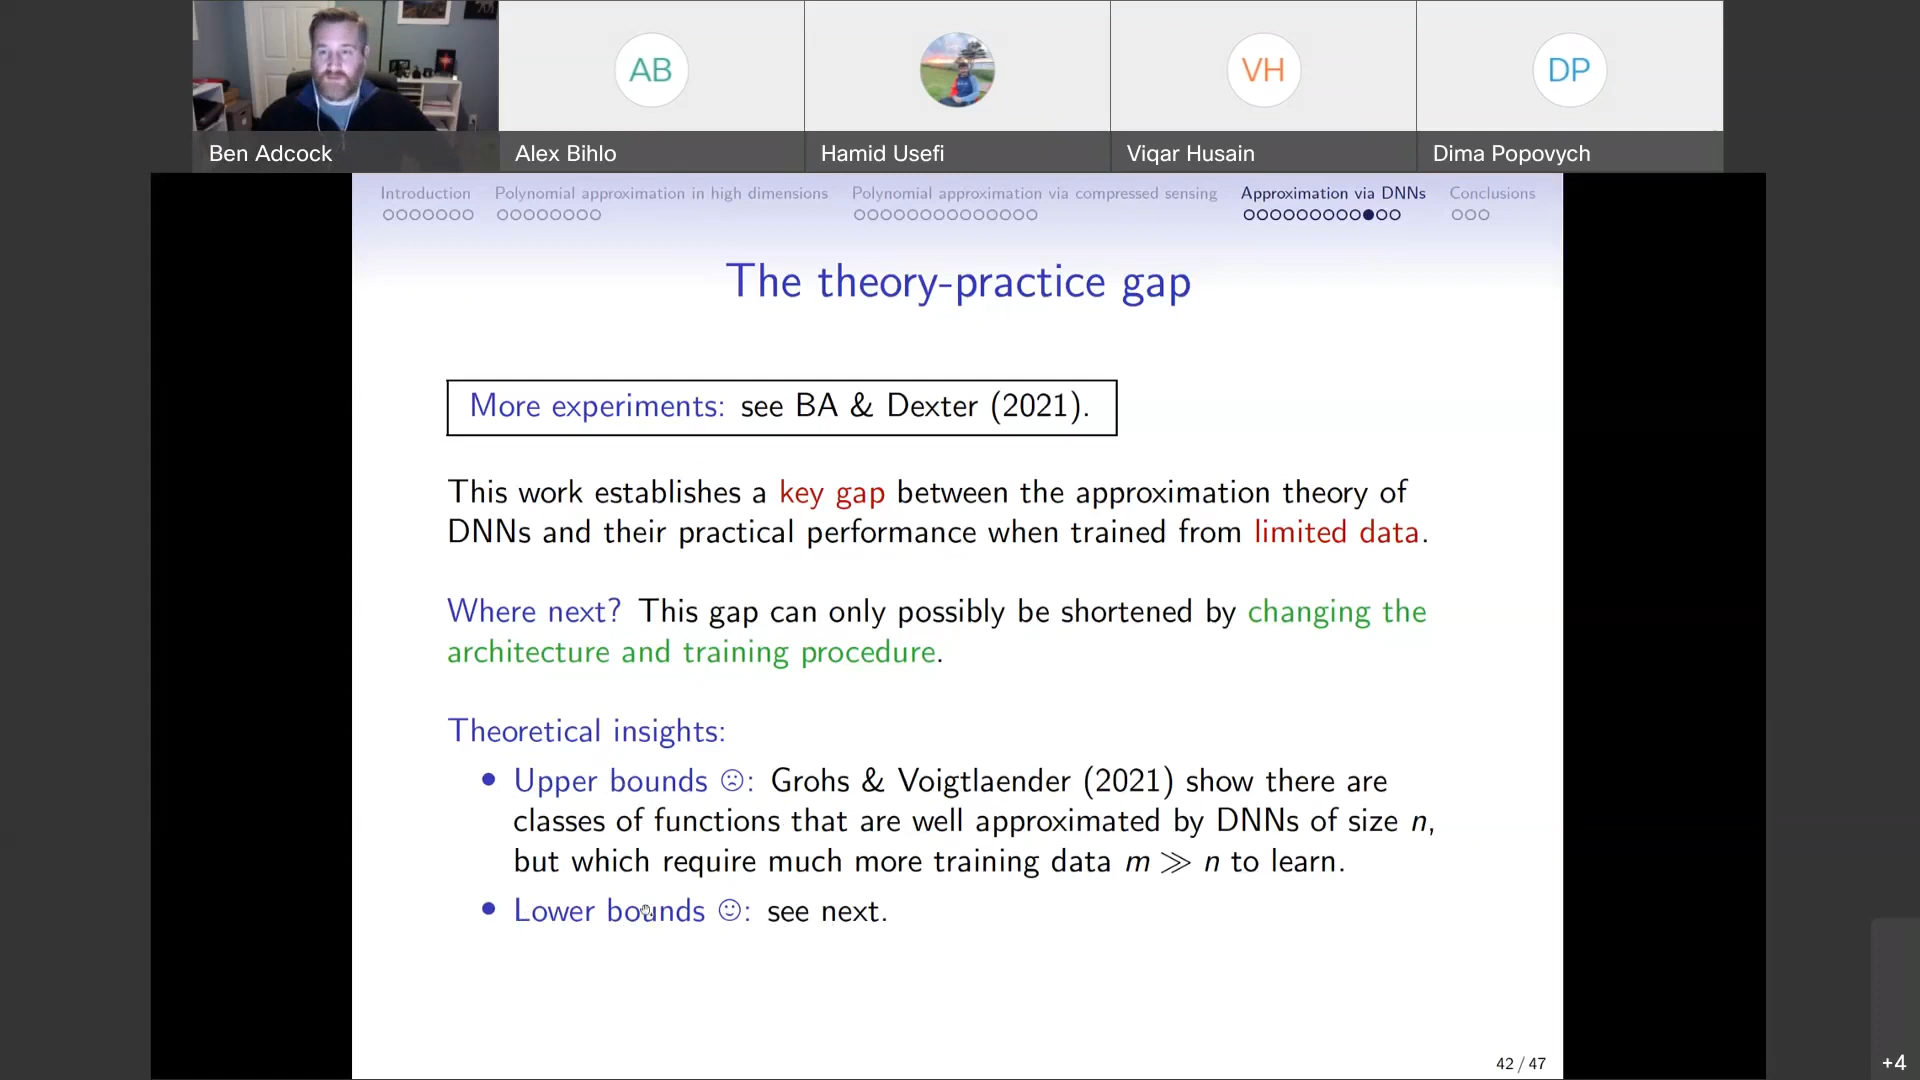 AB
VH
DP
Ben Adcock
Alex Bihlo
Hamid Usefi
Viqar Husain
Dima Popovych
Introduction
Polynomial approximation in high dimensions
Polynomial approximation via compressed sensing
Approximation via DNNs
Conclusions
The theory-practice gap
More experiments: see BA & Dexter (2021).
This work establishes a key gap between the approximation theory of
DNNs and their practical performance when trained from limited data.
Where next? This gap can only possibly be shortened by changing the
architecture and training procedure.
Theoretical insights:
• Upper bounds ☹: Grohs & Voigtlaender (2021) show there are
classes of functions that are well approximated by DNNs of size n,
but which require much more training data m ≫ n to learn.
• Lower bounds ☺: see next.
42 / 47
+4